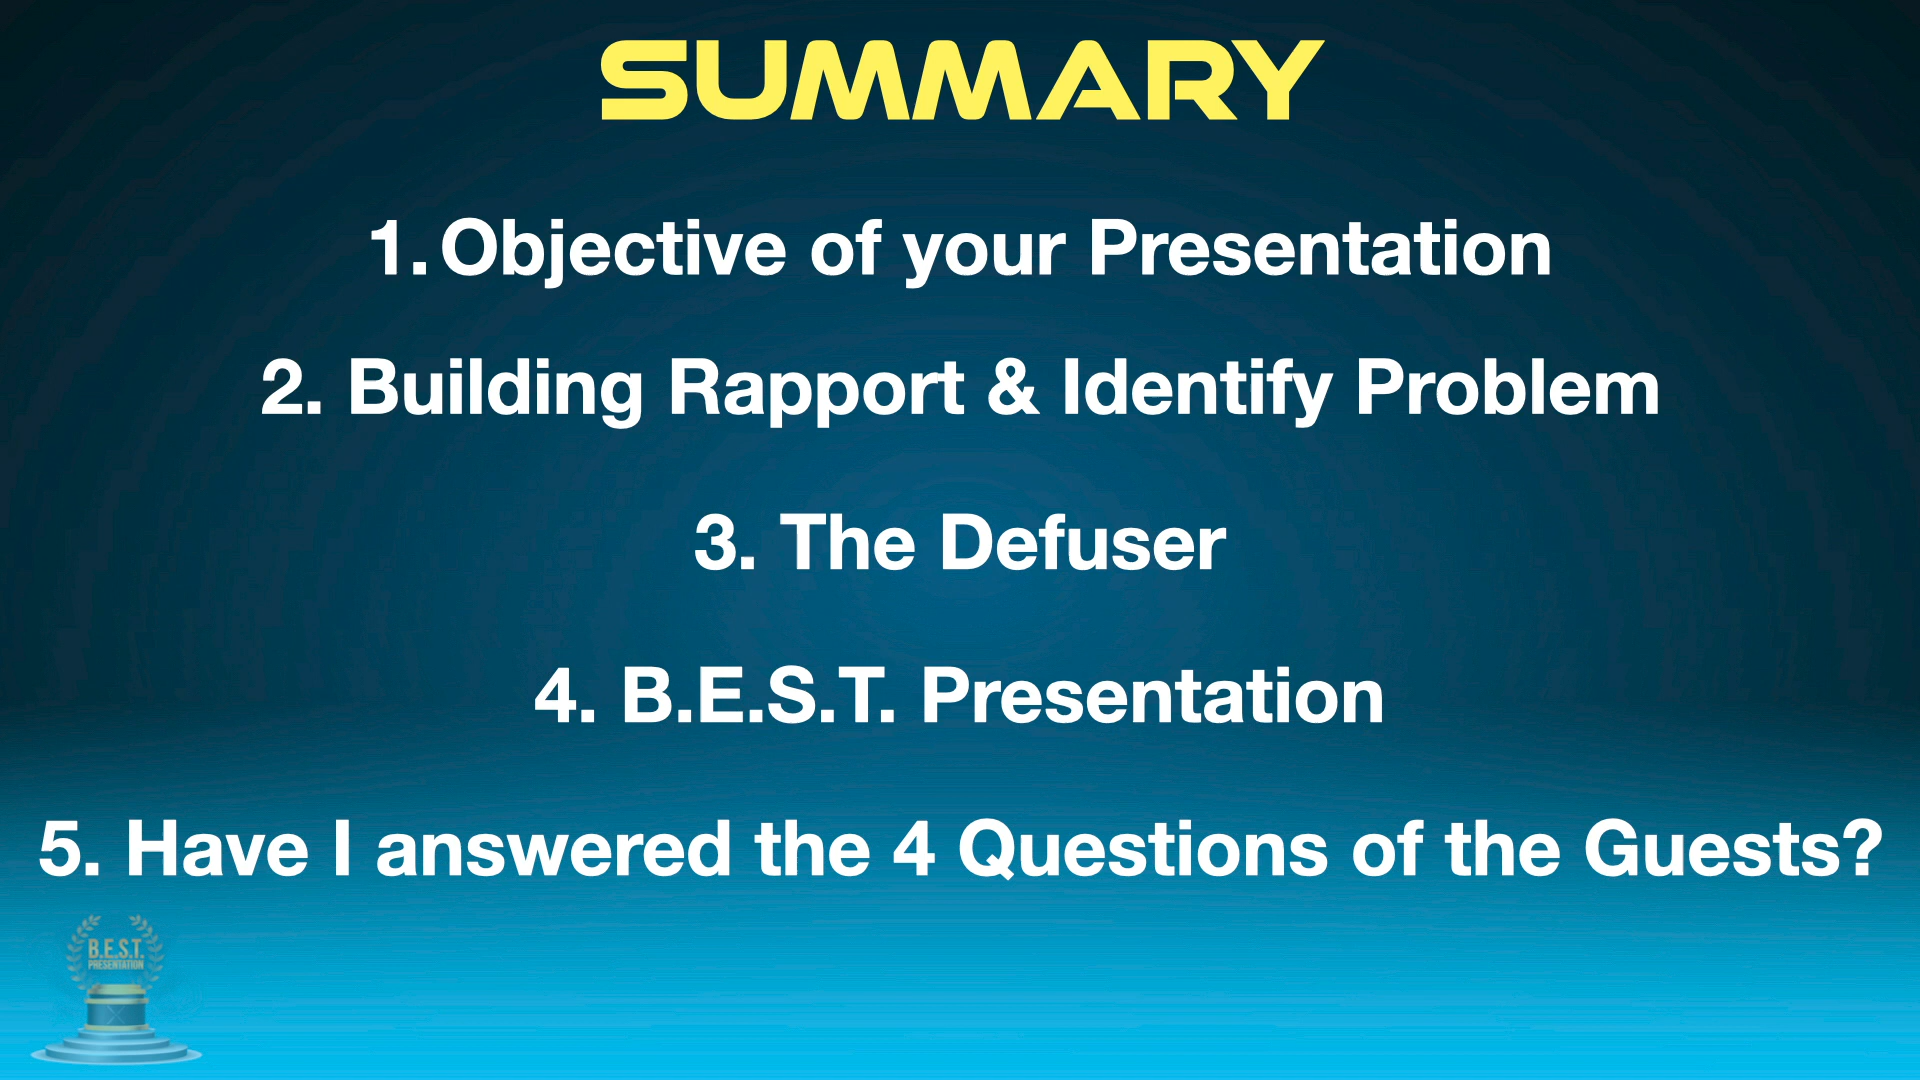 SUMMARY
1. Objective of your Presentation
2. Building Rapport & Identify Problem
3. The Defuser
4. B.E.S.T. Presentation
5. Have I answered the 4 Questions of the Guests?
B.E.S.T.
PRESENTATION